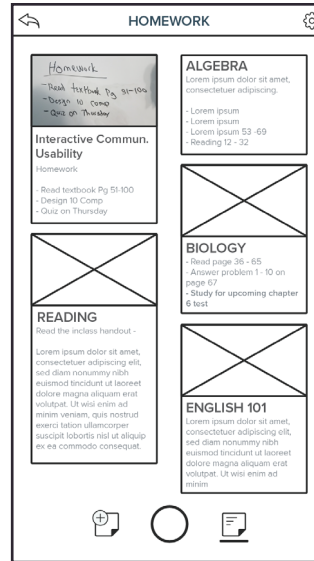 HOMEWORK
Homework
- Read textbook Pg 51-100
- Design 10 comp
- Quiz on Thursday
Interactive Commun.
Usability
Homework
- Read textbook Pg 51-100
- Design 10 Comp
- Quiz on Thursday
READING
Read the inclass handout -
Lorem ipsum dolor sit amet,
consectetuer adipiscing elit,
sed diam nonummy nibh
euismod tincidunt ut laoreet
dolore magna aliquam erat
volutpat. Ut wisi enim ad
minim veniam, quis nostrud
exerci tation ullamcorper
suscipit lobortis nisl ut aliquip
ex ea commodo consequat.
ALGEBRA
Lorem ipsum dolor sit amet,
consectetuer adipiscing.
- Lorem ipsum
- Lorem ipsum
- Lorem ipsum 53 -69
- Reading 12 - 32
BIOLOGY
- Read page 36 - 65
- Answer problem 1 - 10 on
page 67
- Study for upcoming chapter
6 test
ENGLISH 101
Lorem ipsum dolor sit amet,
consectetuer adipiscing elit,
sed diam nonummy nibh
euismod tincidunt ut laoreet
dolore magna aliquam erat
volutpat. Ut wisi enim ad
minim